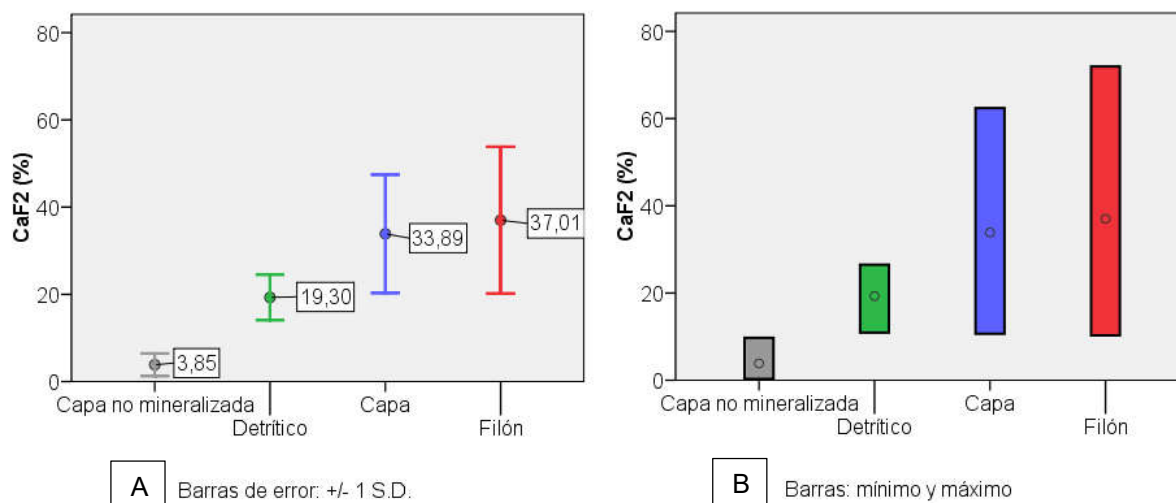 80
60
40
20
0
CaF2 (%)
3,85
19,30
33,89
37,01
Capa no mineralizada
Detrítico
Capa
Filón
A
Barras de error: +/- 1 S.D.
80
60
40
20
0
CaF2 (%)
Capa no mineralizada
Detrítico
Capa
Filón
B
Barras: mínimo y máximo